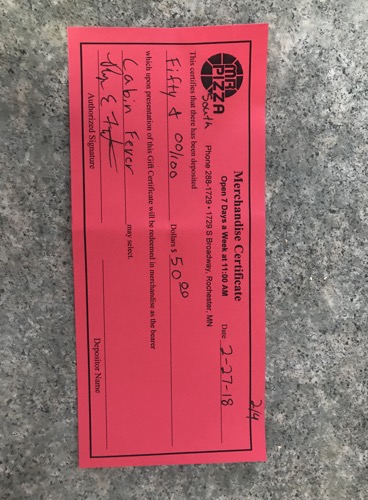 2/4
MR.
PIZZA
South
Merchandise Certificate
Open 7 Days a Week at 11:00 AM
Phone 288-1729 • 1729 S Broadway, Rochester, MN
Date 2-27-18
This certifies that there has been deposited
Fifty & 00/100 Dollars $ 50 00
which upon presentation of this Gift Certificate will be redeemed in merchandise as the bearer
Cabin Fever may select.
Authorized Signature
Depositor Name